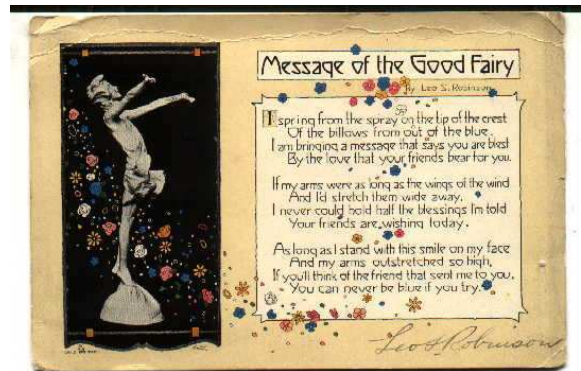 Message of the Good Fairy
By Leo S. Robinson
I spring from the spray on the tip of the crest
Of the billows from out of the blue.
I am bringing a message that says you are blest
By the love that your friends bear for you.
If my arms were as long as the wings of the wind
And I'd stretch them wide away,
I never could hold half the blessings I'm told
Your friends are wishing today.
As long as I stand with this smile on my face
And my arms outstretched so high,
If you'll think of the friend that sent me to you,
You can never be blue if you try.
Leo S Robinson